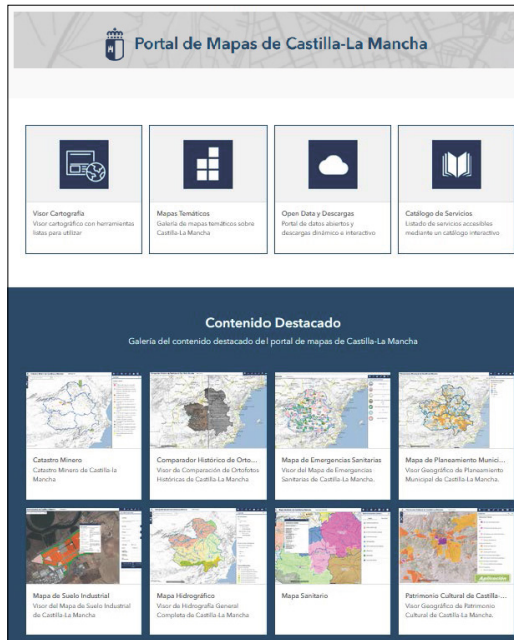 Portal de Mapas de Castilla-La Mancha
Visor Cartografía
Visor cartográfico con herramientas
listas para utilizar
Mapas Temáticos
Galería de mapas temáticos sobre
Castilla-La Mancha
Open Data y Descargas
Portal de datos abiertos y
descargas dinámico e interactivo
Catálogo de Servicios
Listado de servicios accesibles
mediante un catálogo interactivo
Contenido Destacado
Galería del contenido destacado del portal de mapas de Castilla-La Mancha
Catastro Minero
Catastro Minero de Castilla-la
Mancha
Comparador Histórico de Orto...
Visor de Comparación de Ortofotos
Históricas de Castilla-La Mancha
Mapa de Emergencias Sanitarias
Visor del Mapa de Emergencias
Sanitarias de Castilla-La Mancha.
Mapa de Planeamiento Munici...
Visor Geográfico de Planeamiento
Municipal de Castilla-La Mancha.
Mapa de Suelo Industrial
Visor del Mapa de Suelo Industrial
de Castilla-La Mancha
Mapa Hidrográfico
Visor de Hidrografía General
Completa de Castilla-La Mancha
Mapa Sanitario
Aplicación
Patrimonio Cultural de Castilla-...
Visor Geográfico de Patrimonio
Cultural de Castilla-La Mancha.